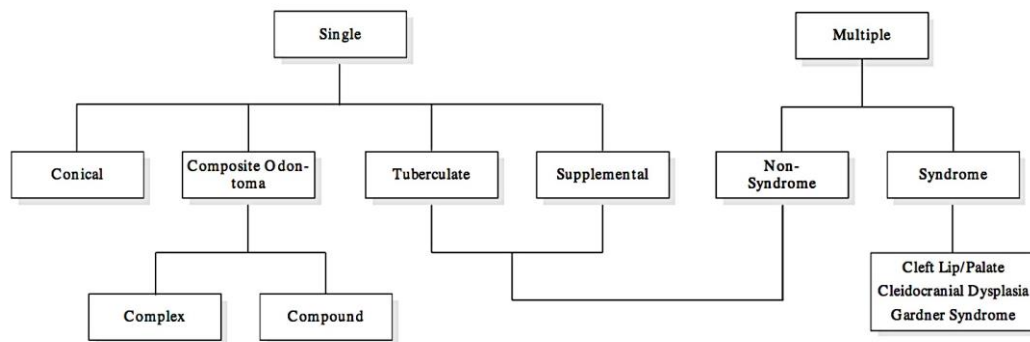 Single
Multiple
Conical
Composite Odon-
toma
Tuberculate
Supplemental
Non-
Syndrome
Syndrome
Complex
Compound
Cleft Lip/Palate
Cleidocranial Dysplasia
Gardner Syndrome